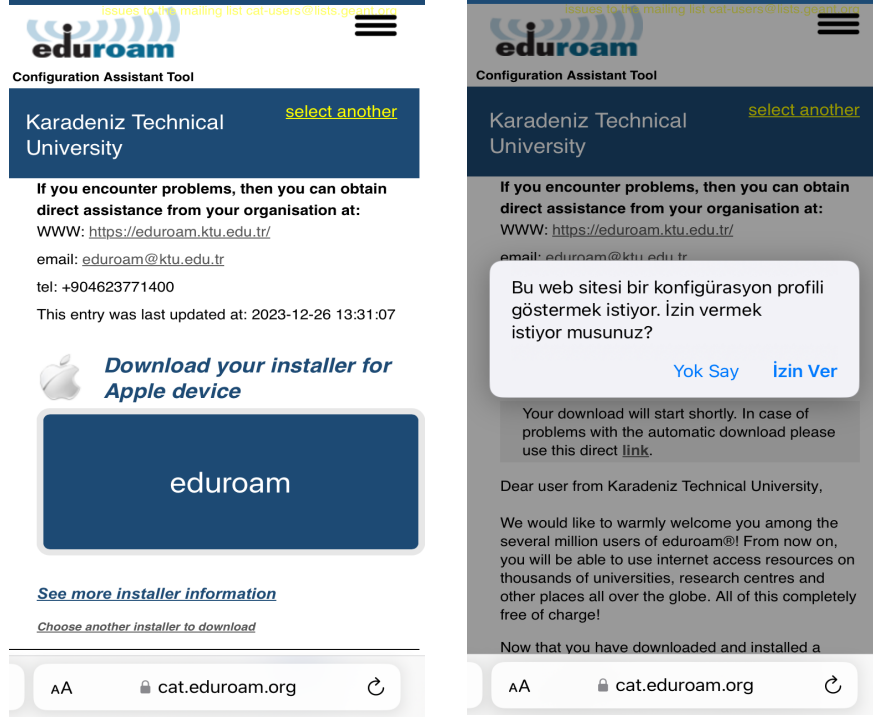 issues to the mailing list cat-users@lists.geant.org
eduroam
Configuration Assistant Tool
select another
Karadeniz Technical
University
If you encounter problems, then you can obtain
direct assistance from your organisation at:
WWW: https://eduroam.ktu.edu.tr/
email: eduroam@ktu.edu.tr
tel: +904623771400
This entry was last updated at: 2023-12-26 13:31:07
Download your installer for
Apple device
eduroam
See more installer information
Choose another installer to download
AA
cat.eduroam.org
issues to the mailing list cat-users@lists.geant.org
eduroam
Configuration Assistant Tool
select another
Karadeniz Technical
University
If you encounter problems, then you can obtain
direct assistance from your organisation at:
WWW: https://eduroam.ktu.edu.tr/
email: eduroam@ktu.edu.tr
Bu web sitesi bir konfigürasyon profili
göstermek istiyor. İzin vermek
istiyor musunuz?
Yok Say
İzin Ver
Your download will start shortly. In case of
problems with the automatic download please
use this direct link.
Dear user from Karadeniz Technical University,
We would like to warmly welcome you among the
several million users of eduroam®! From now on,
you will be able to use internet access resources on
thousands of universities, research centres and
other places all over the globe. All of this completely
free of charge!
Now that you have downloaded and installed a
AA
cat.eduroam.org